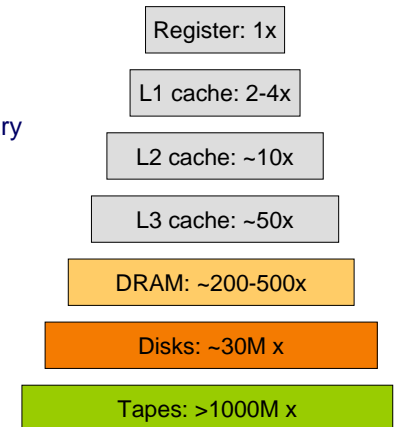 Register: 1x
L1 cache: 2-4x
ry
L2 cache: ~10x
L3 cache: ~50x
DRAM: ~200-500x
Disks: ~30M x
Tapes: >1000M x